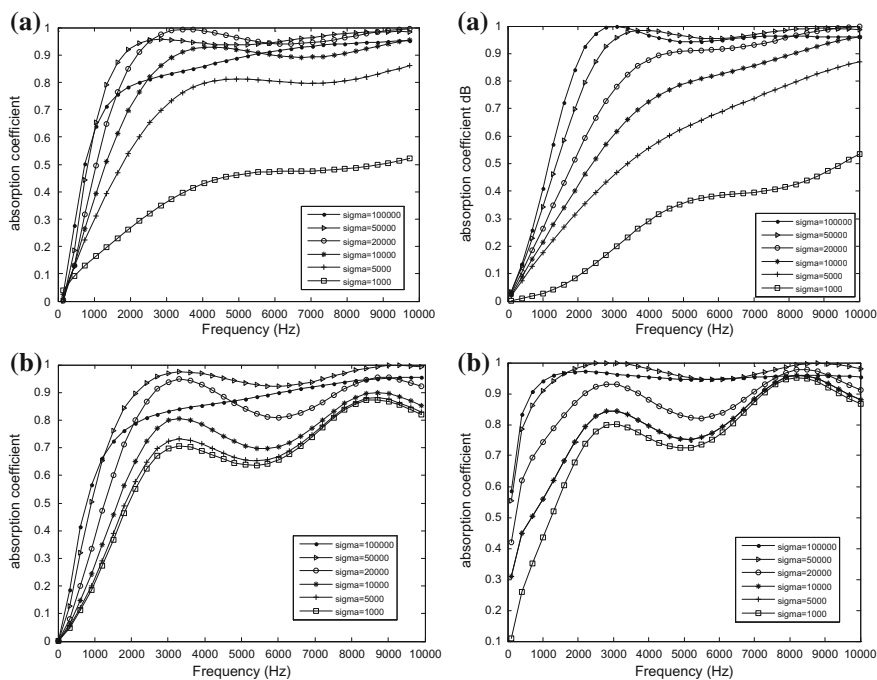 (a)
absorption coefficient
1
0.9
0.8
0.7
0.6
0.5
0.4
0.3
0.2
0.1
0
sigma=100000
sigma=50000
sigma=20000
sigma=10000
sigma=5000
sigma=1000
0 1000 2000 3000 4000 5000 6000 7000 8000 9000 10000
Frequency (Hz)
(a)
absorption coefficient dB
1
0.9
0.8
0.7
0.6
0.5
0.4
0.3
0.2
0.1
0
sigma=100000
sigma=50000
sigma=20000
sigma=10000
sigma=5000
sigma=1000
0 1000 2000 3000 4000 5000 6000 7000 8000 9000 10000
Frequency (Hz)
(b)
absorption coefficient
1
0.9
0.8
0.7
0.6
0.5
0.4
0.3
0.2
0.1
0
sigma=100000
sigma=50000
sigma=20000
sigma=10000
sigma=5000
sigma=1000
0 1000 2000 3000 4000 5000 6000 7000 8000 9000 10000
Frequency (Hz)
(b)
absorption coefficient
1
0.9
0.8
0.7
0.6
0.5
0.4
0.3
0.2
0.1
sigma=100000
sigma=50000
sigma=20000
sigma=10000
sigma=5000
sigma=1000
0 1000 2000 3000 4000 5000 6000 7000 8000 9000 10000
Frequency (Hz)